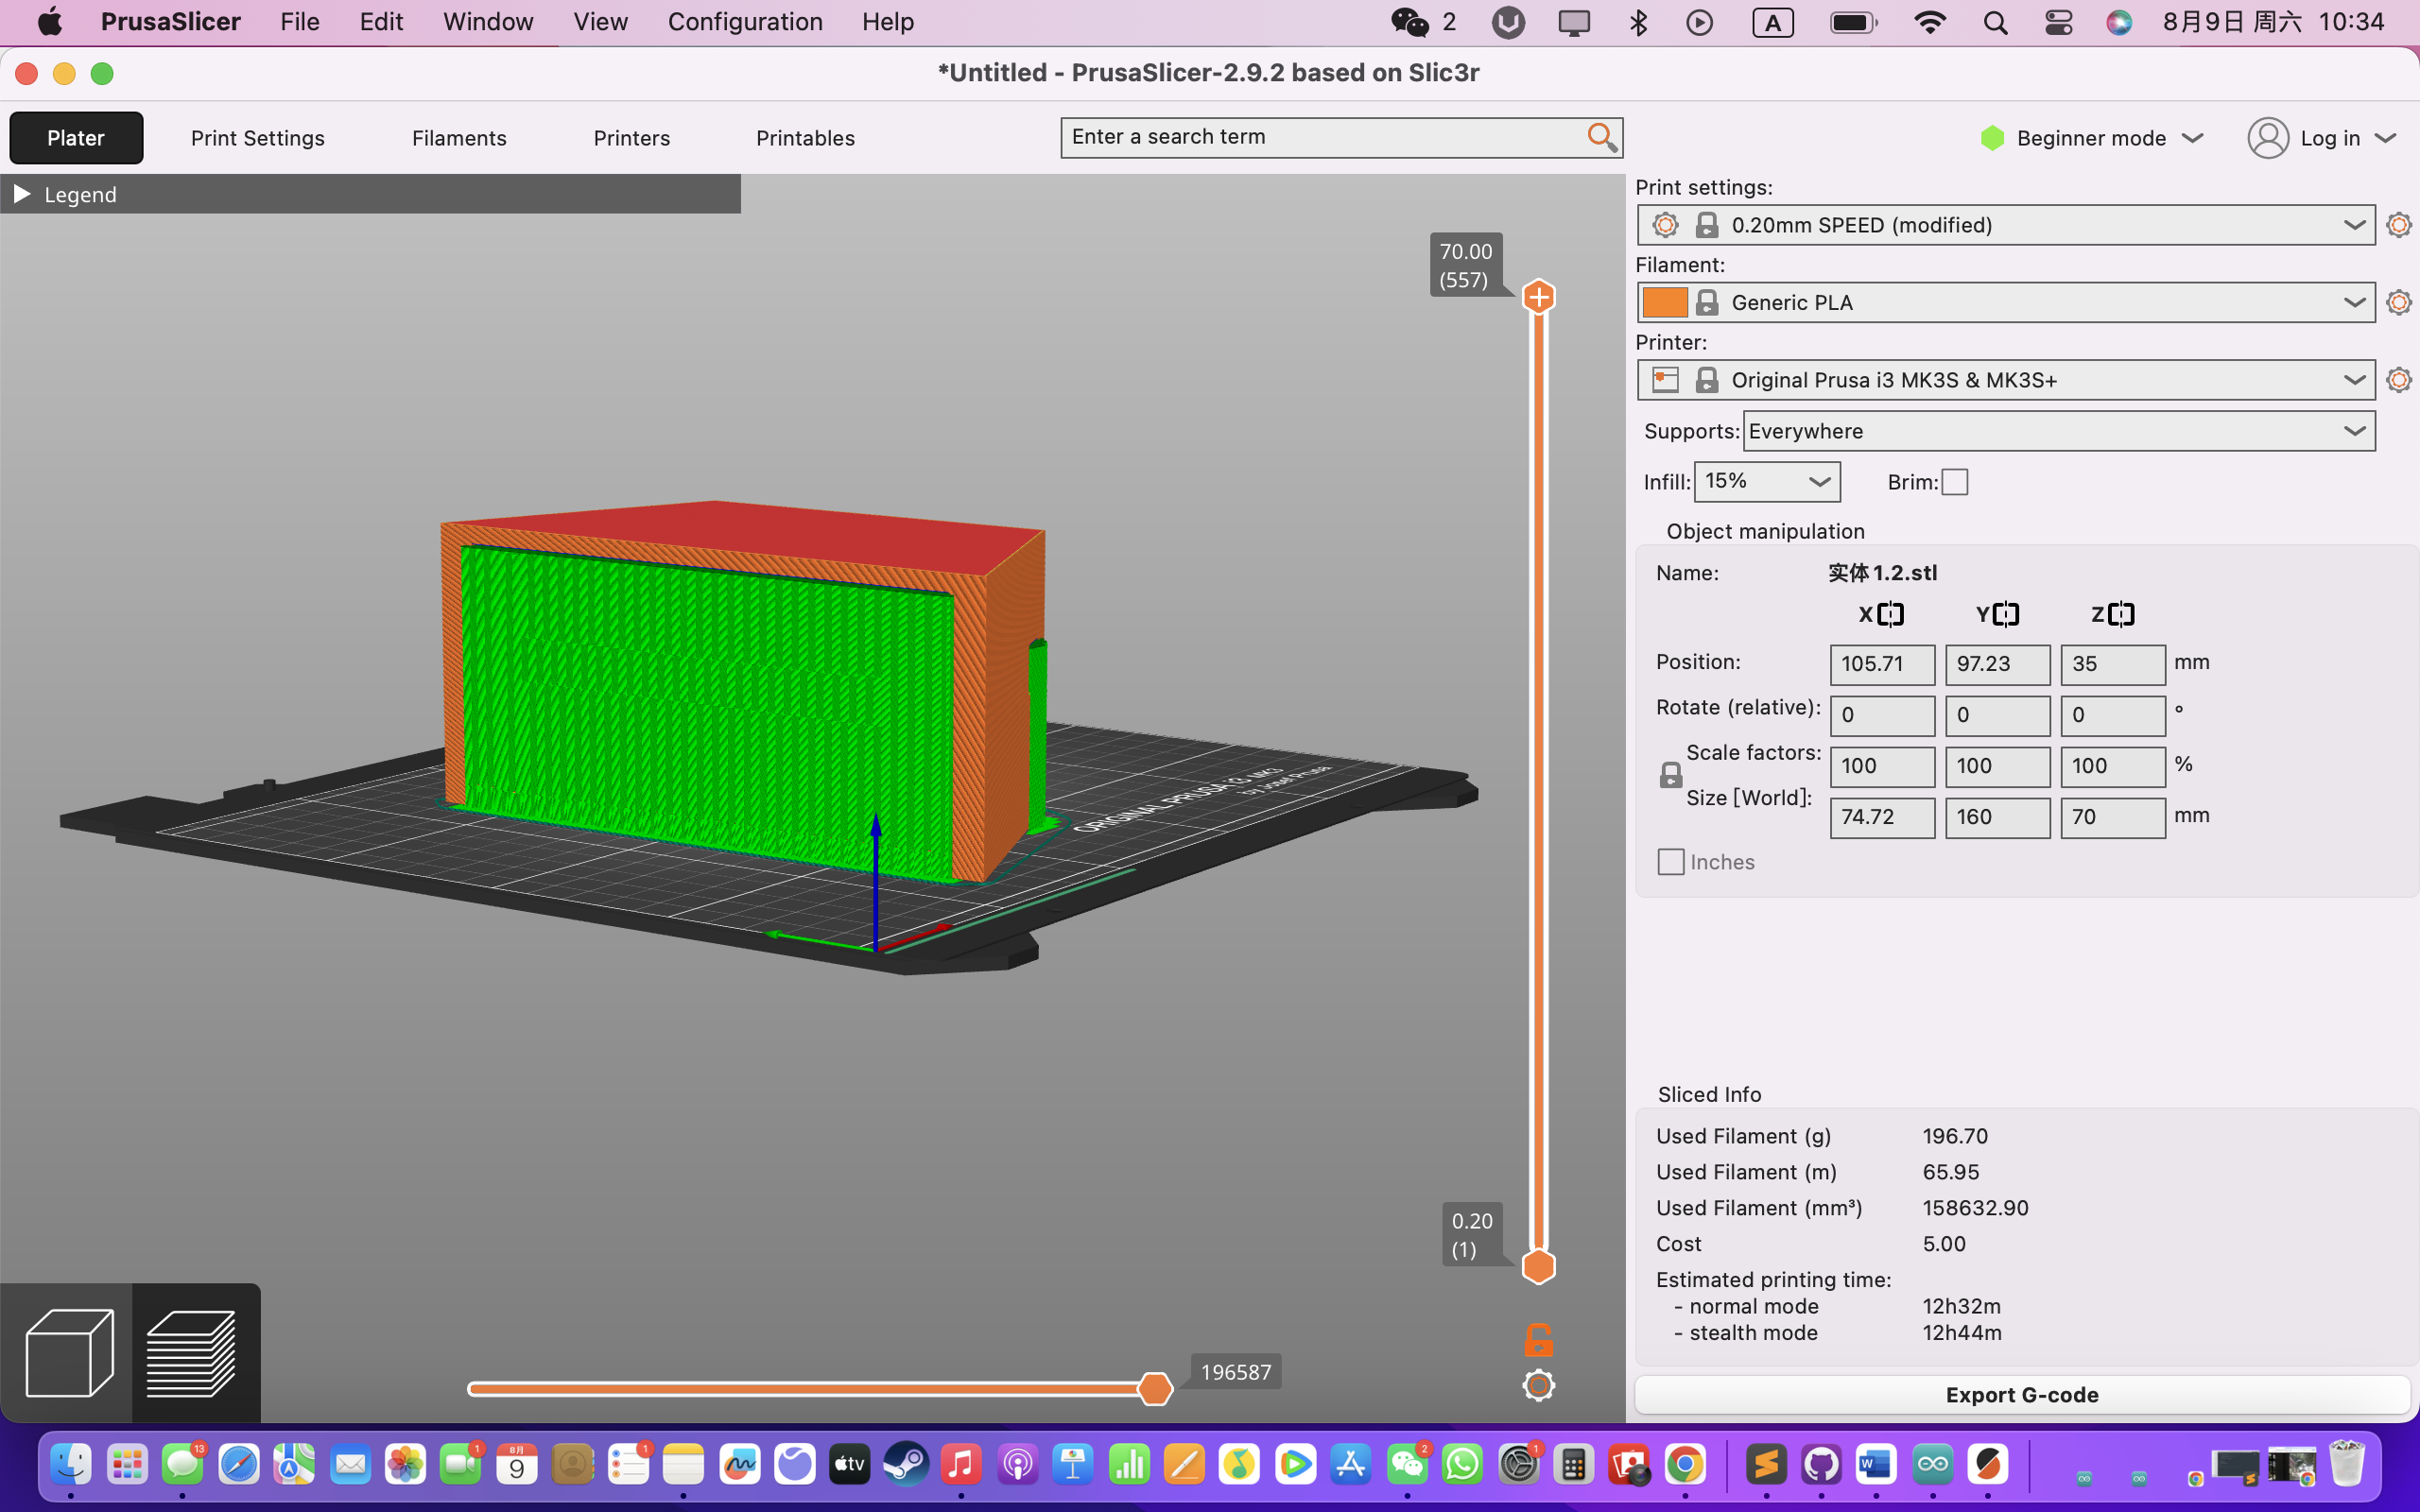 PrusaSlicer File Edit Window View Configuration Help 2 A 8月9日 周六 10:34
*Untitled - PrusaSlicer-2.9.2 based on Slic3r
Plater Print Settings Filaments Printers Printables Enter a search term Beginner mode Log in
Legend
Print settings:
0.20mm SPEED (modified)
Filament:
Generic PLA
Printer:
Original Prusa i3 MK3S & MK3S+
Supports: Everywhere
Infill: 15% Brim:
Object manipulation
Name: 实体1.2.stl
X Y Z
Position: 105.71 97.23 35 mm
Rotate (relative): 0 0 0 °
Scale factors: 100 100 100 %
Size [World]: 74.72 160 70 mm
Inches
Sliced Info
Used Filament (g) 196.70
Used Filament (m) 65.95
Used Filament (mm³) 158632.90
Cost 5.00
Estimated printing time:
- normal mode 12h32m
- stealth mode 12h44m
Export G-code
70.00
(557)
ORIGINAL PRUSA i3 MK3
by Josef Prusa
0.20
(1)
196587
13 1 8月 9 1 tv 2 1 W